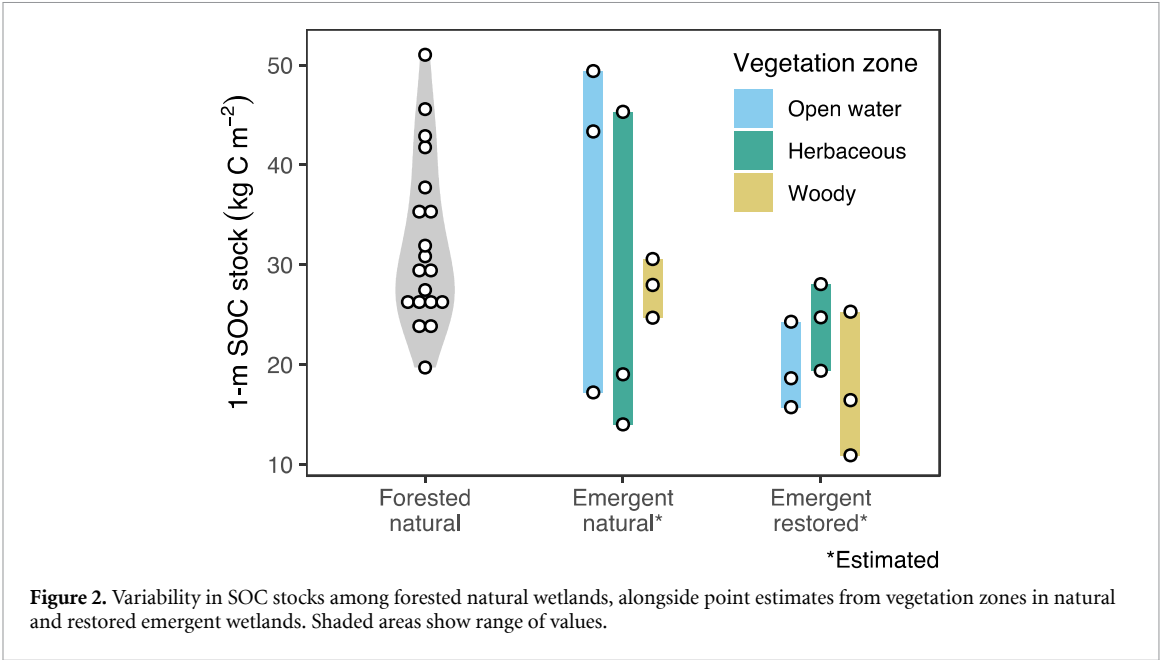 50
40
30
20
10
1-m SOC stock (kg C m−2)
Vegetation zone
Open water
Herbaceous
Woody
Forested
natural
Emergent
natural*
Emergent
restored*
*Estimated
Figure 2. Variability in SOC stocks among forested natural wetlands, alongside point estimates from vegetation zones in natural
and restored emergent wetlands. Shaded areas show range of values.